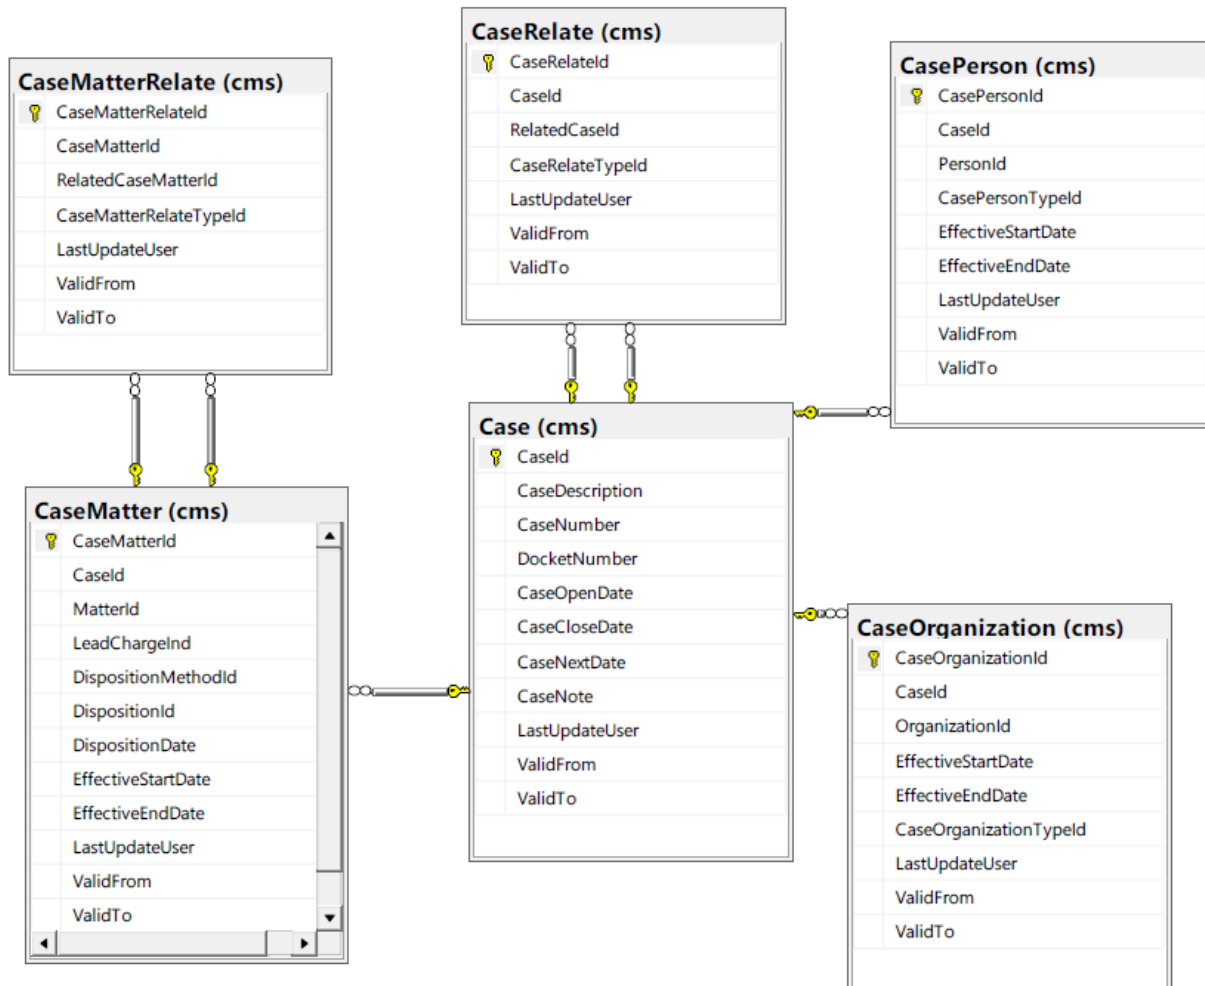 CaseMatterRelate (cms)
CaseMatterRelateId
CaseMatterId
RelatedCaseMatterId
CaseMatterRelateTypeId
LastUpdateUser
ValidFrom
ValidTo
CaseRelate (cms)
CaseRelateId
CaseId
RelatedCaseId
CaseRelateTypeId
LastUpdateUser
ValidFrom
ValidTo
CasePerson (cms)
CasePersonId
CaseId
PersonId
CasePersonTypeId
EffectiveStartDate
EffectiveEndDate
LastUpdateUser
ValidFrom
ValidTo
CaseMatter (cms)
CaseMatterId
CaseId
MatterId
LeadChargeInd
DispositionMethodId
DispositionId
DispositionDate
EffectiveStartDate
EffectiveEndDate
LastUpdateUser
ValidFrom
ValidTo
Case (cms)
CaseId
CaseDescription
CaseNumber
DocketNumber
CaseOpenDate
CaseCloseDate
CaseNextDate
CaseNote
LastUpdateUser
ValidFrom
ValidTo
CaseOrganization (cms)
CaseOrganizationId
CaseId
OrganizationId
EffectiveStartDate
EffectiveEndDate
CaseOrganizationTypeId
LastUpdateUser
ValidFrom
ValidTo